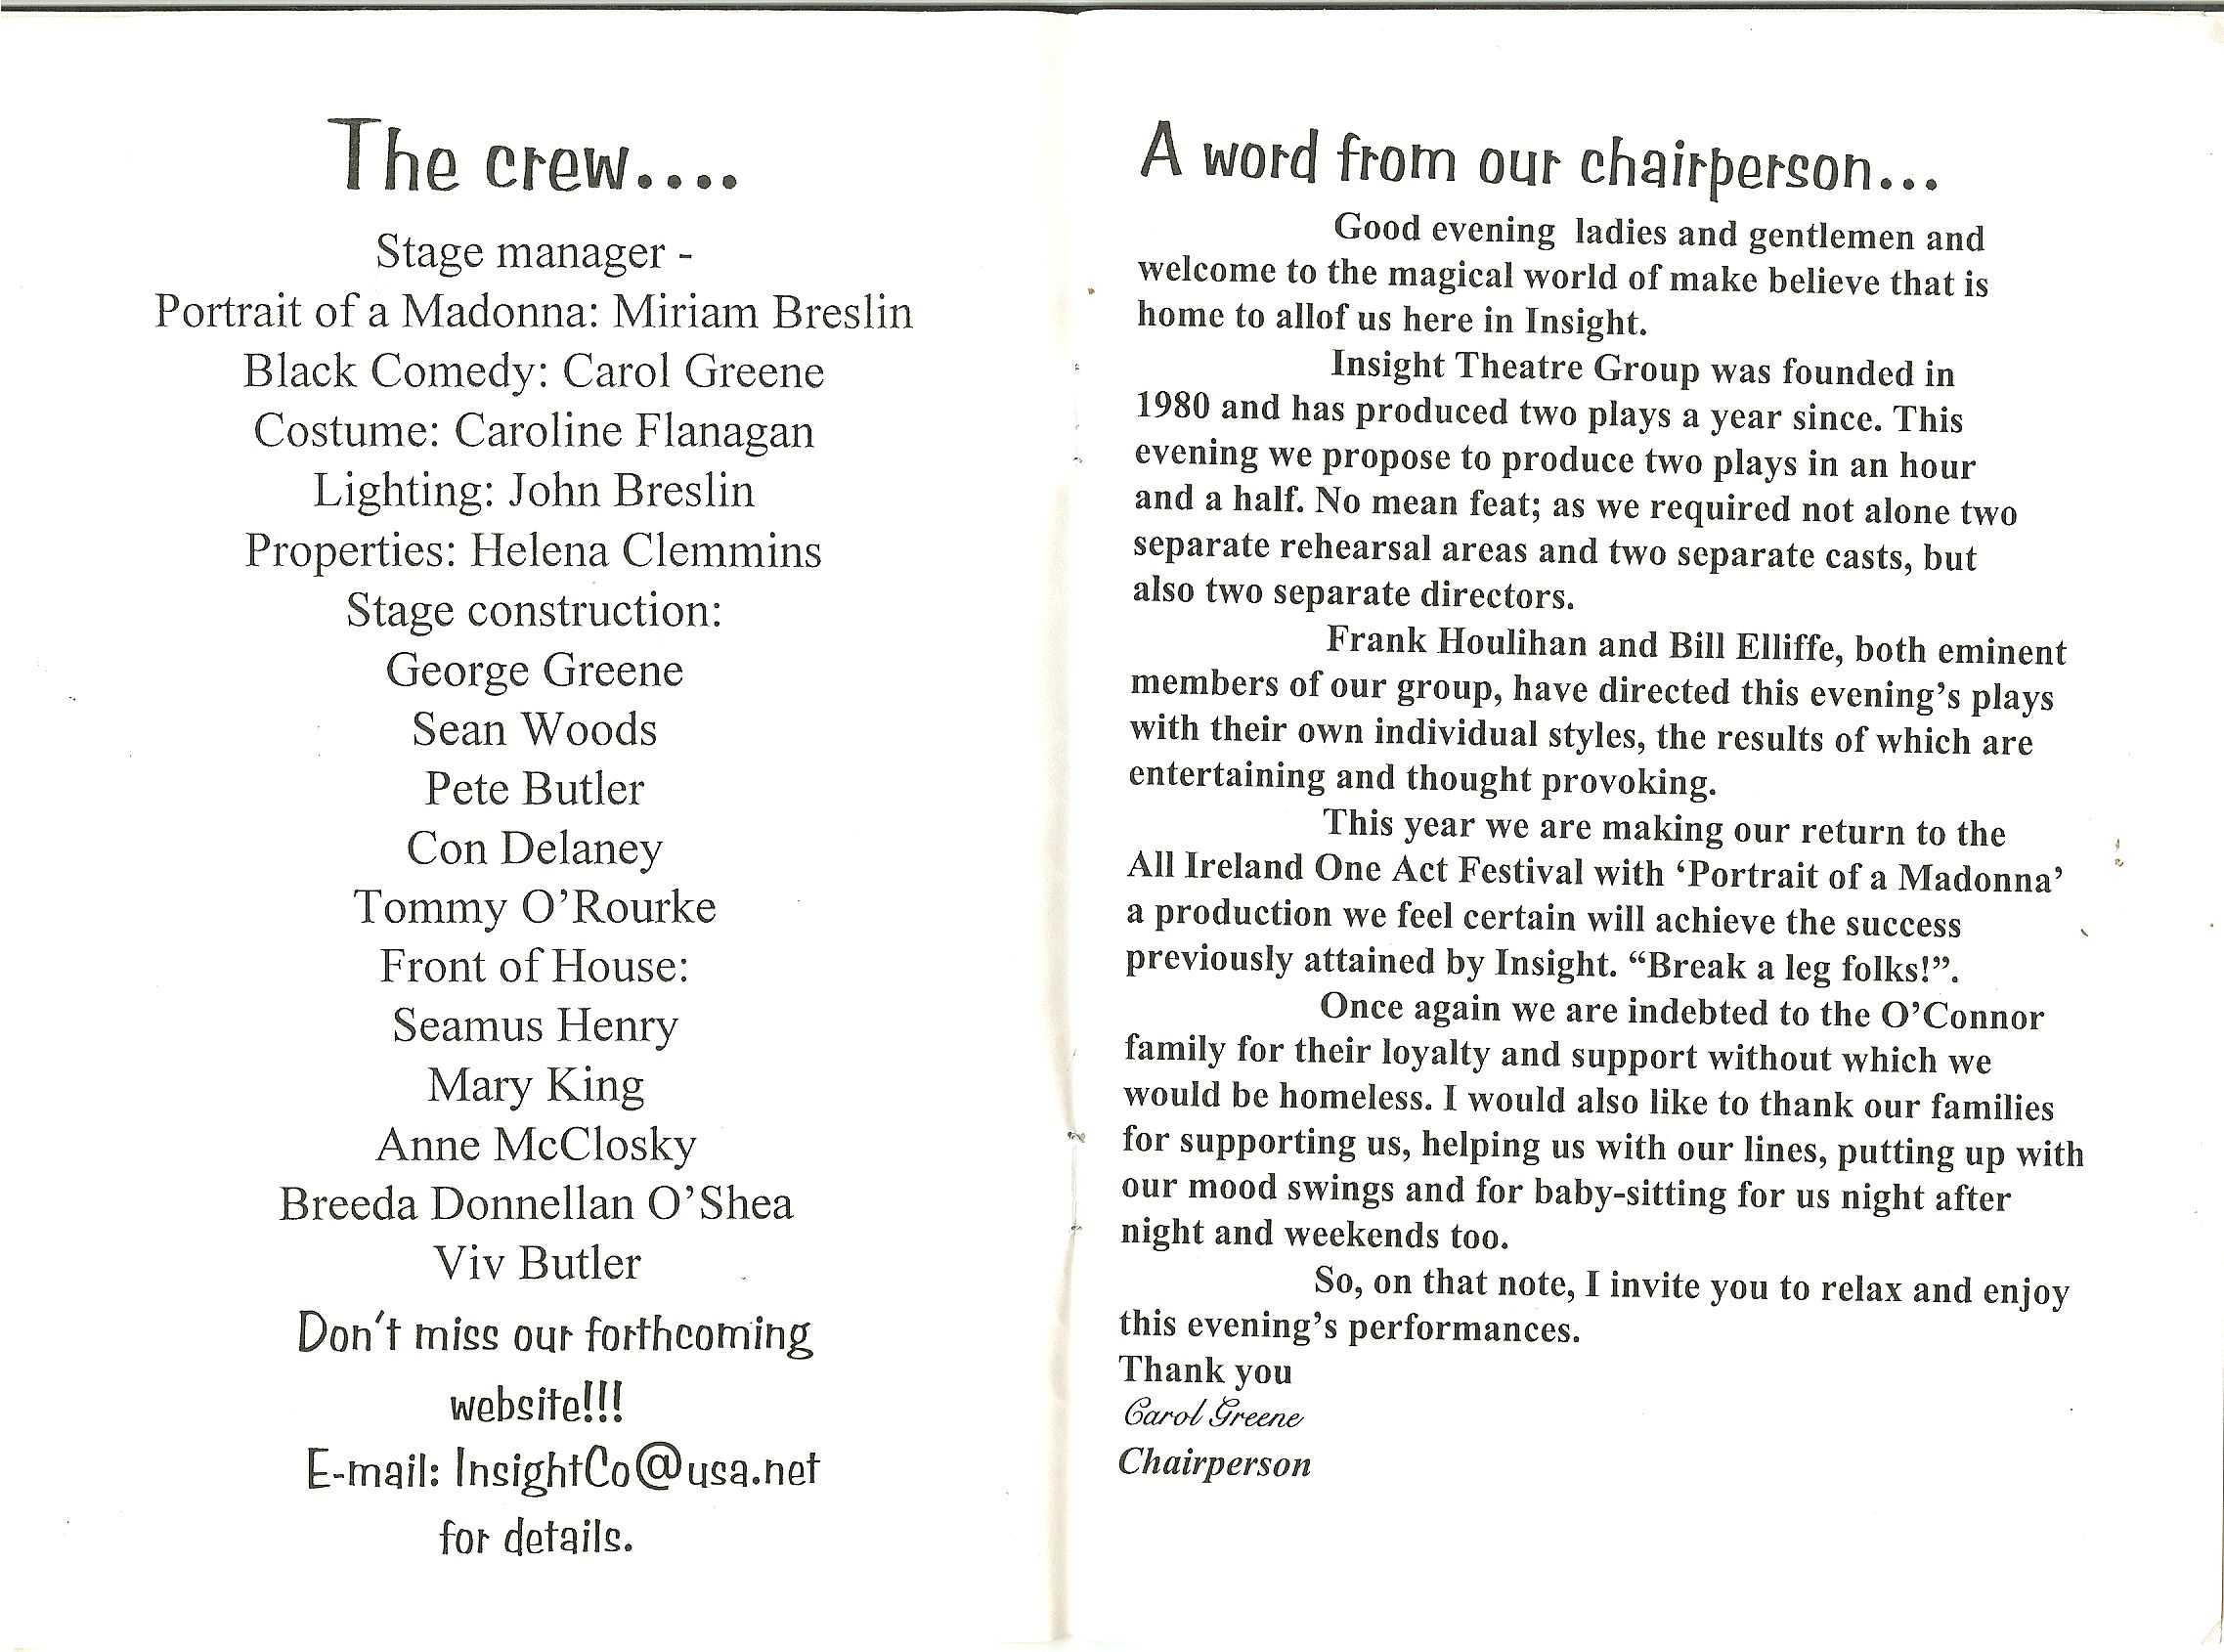 The crew....
Stage manager -
Portrait of a Madonna: Miriam Breslin
Black Comedy: Carol Greene
Costume: Caroline Flanagan
Lighting: John Breslin
Properties: Helena Clemmins
Stage construction:
George Greene
Sean Woods
Pete Butler
Con Delaney
Tommy O'Rourke
Front of House:
Seamus Henry
Mary King
Anne McClosky
Breeda Donnellan O'Shea
Viv Butler
Don't miss our forthcoming
website!!!
E-mail: InsightCo@usa.net
for details.
A word from our chairperson...
Good evening ladies and gentlemen and
welcome to the magical world of make believe that is
home to allof us here in Insight.
Insight Theatre Group was founded in
1980 and has produced two plays a year since. This
evening we propose to produce two plays in an hour
and a half. No mean feat; as we required not alone two
separate rehearsal areas and two separate casts, but
also two separate directors.
Frank Houlihan and Bill Elliffe, both eminent
members of our group, have directed this evening's plays
with their own individual styles, the results of which are
entertaining and thought provoking.
This year we are making our return to the
All Ireland One Act Festival with ‘Portrait of a Madonna’
a production we feel certain will achieve the success
previously attained by Insight. “Break a leg folks!”.
Once again we are indebted to the O’Connor
family for their loyalty and support without which we
would be homeless. I would also like to thank our families
for supporting us, helping us with our lines, putting up with
our mood swings and for baby-sitting for us night after
night and weekends too.
So, on that note, I invite you to relax and enjoy
this evening’s performances.
Thank you
Carol Greene
Chairperson